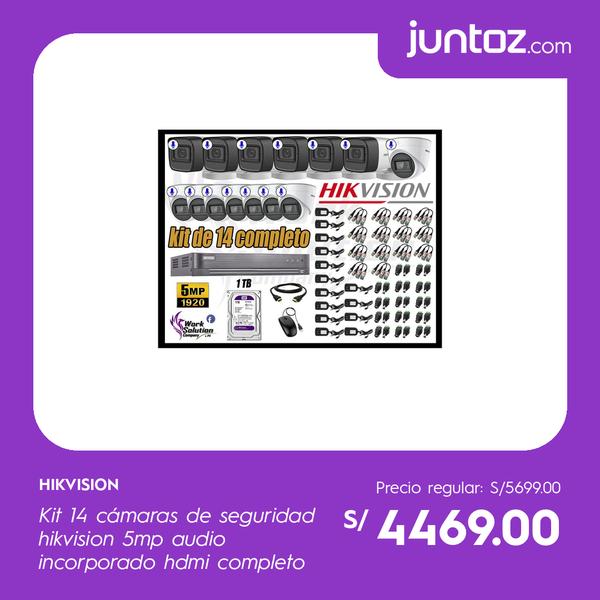 juntoz.com
HIKVISION
kit de 14 completo
5MP
1920
1 TB
Work
Solution
Company
HIKVISION
Kit 14 cámaras de seguridad
hikvision 5mp audio
incorporado hdmi completo
Precio regular: S/5699.00
S/ 4469.00